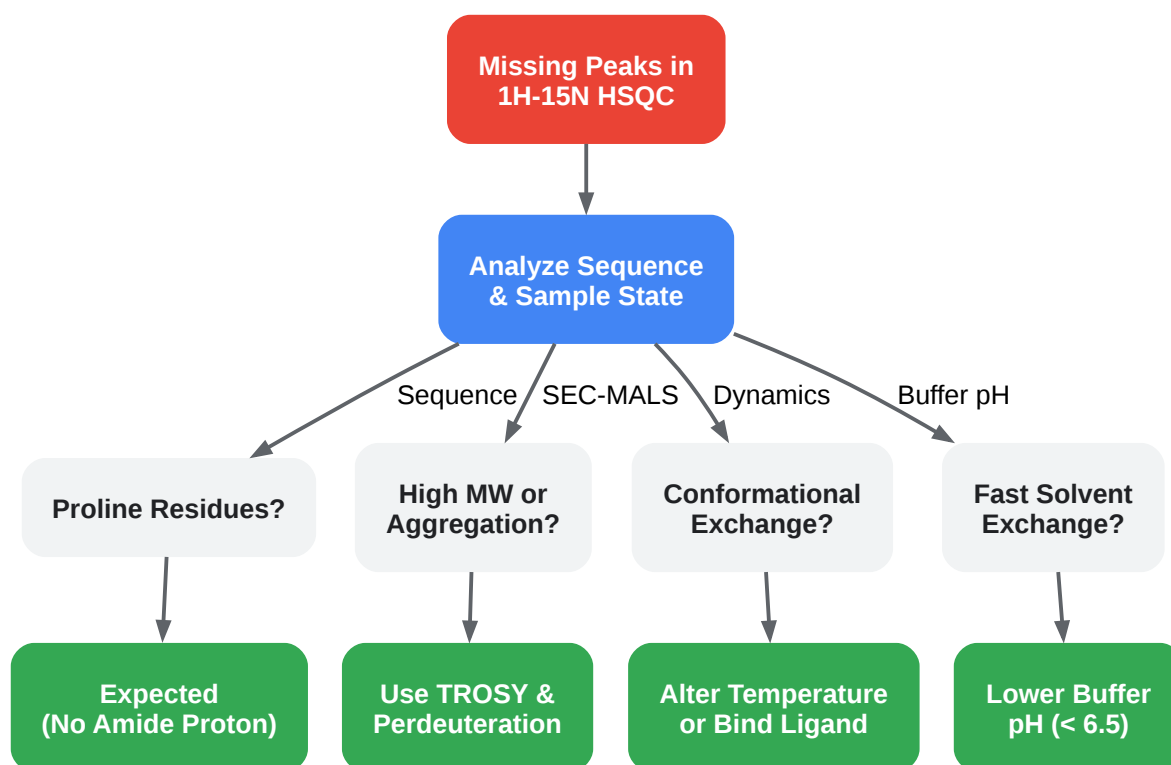 Missing Peaks in
1H-15N HSQC
Analyze Sequence
& Sample State
Sequence
SEC-MALS
Dynamics
Buffer pH
Proline Residues?
High MW or
Aggregation?
Conformational
Exchange?
Fast Solvent
Exchange?
Expected
(No Amide Proton)
Use TROSY &
Perdeuteration
Alter Temperature
or Bind Ligand
Lower Buffer
pH (< 6.5)